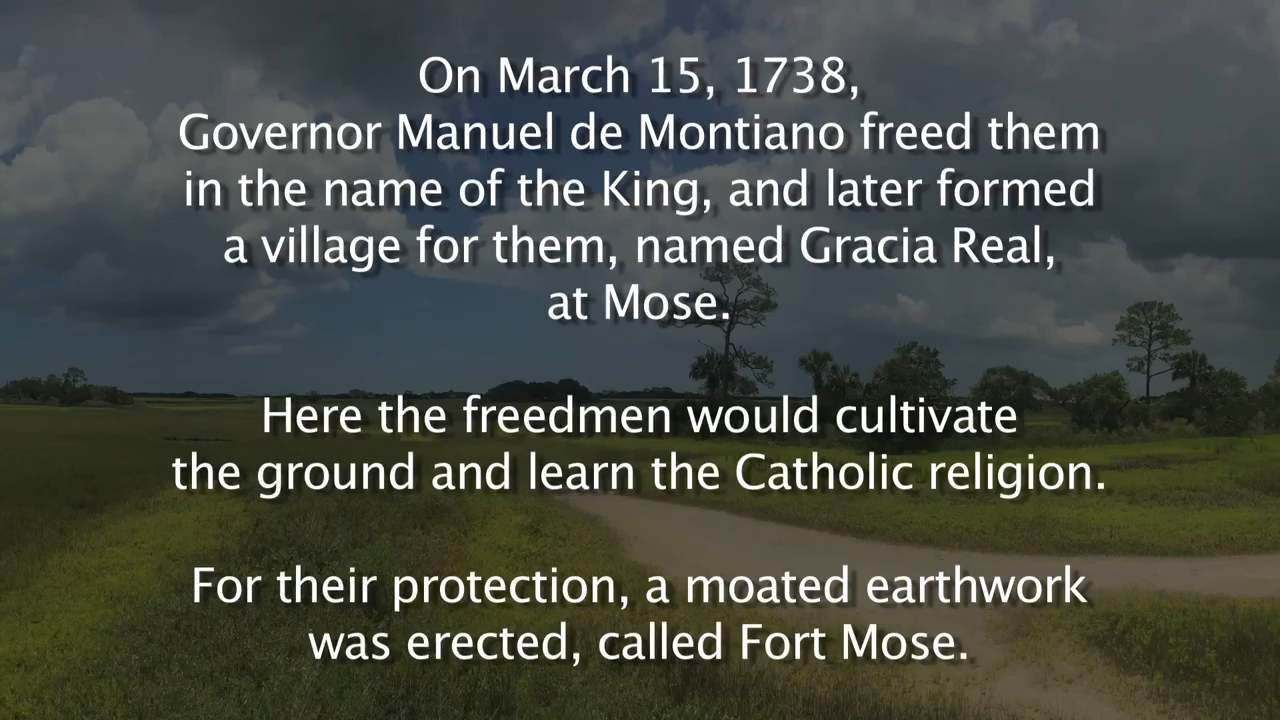 On March 15, 1738,
Governor Manuel de Montiano freed them
in the name of the King, and later formed
a village for them, named Gracia Real,
at Mose.
Here the freedmen would cultivate
the ground and learn the Catholic religion.
For their protection, a moated earthwork
was erected, called Fort Mose.